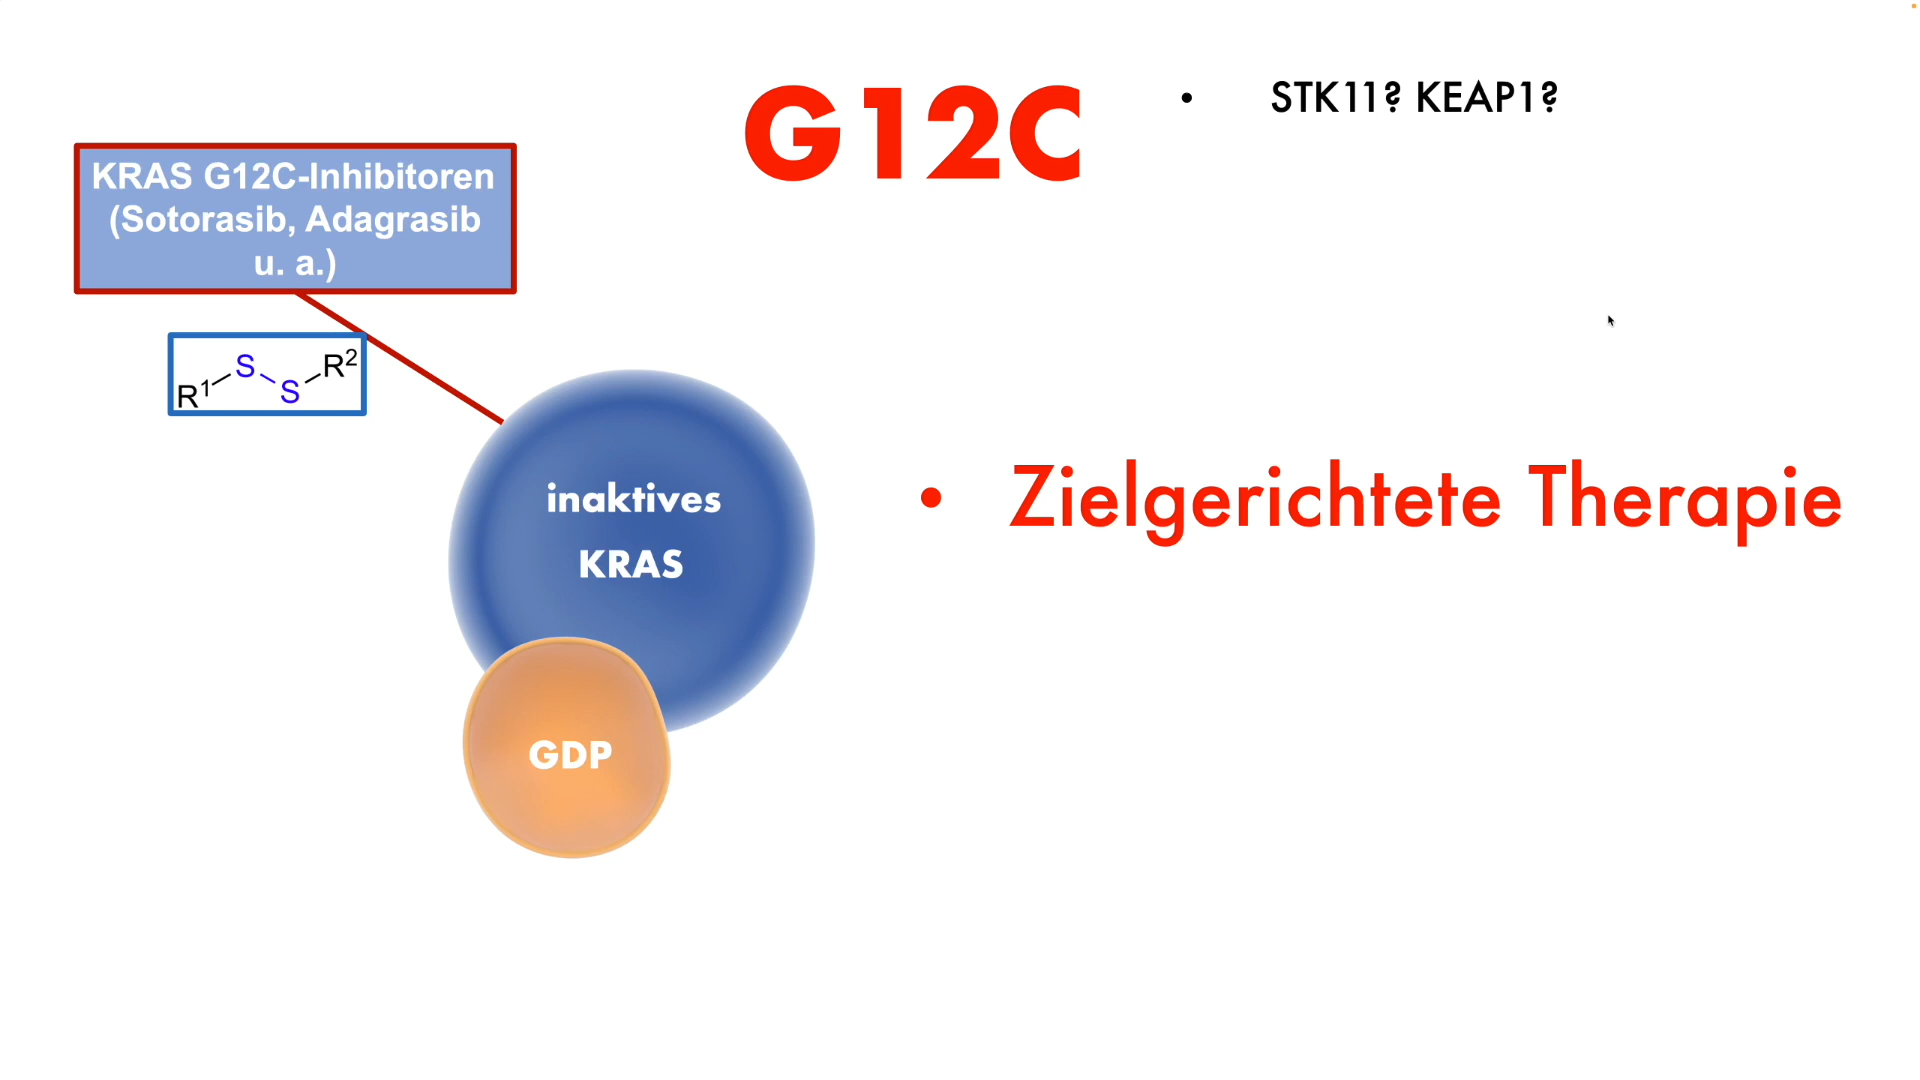 G12C
• STK11? KEAP1?
KRAS G12C-Inhibitoren
(Sotorasib, Adagrasib
u. a.)
R¹ S S R²
inaktives
KRAS
• Zielgerichtete Therapie
GDP